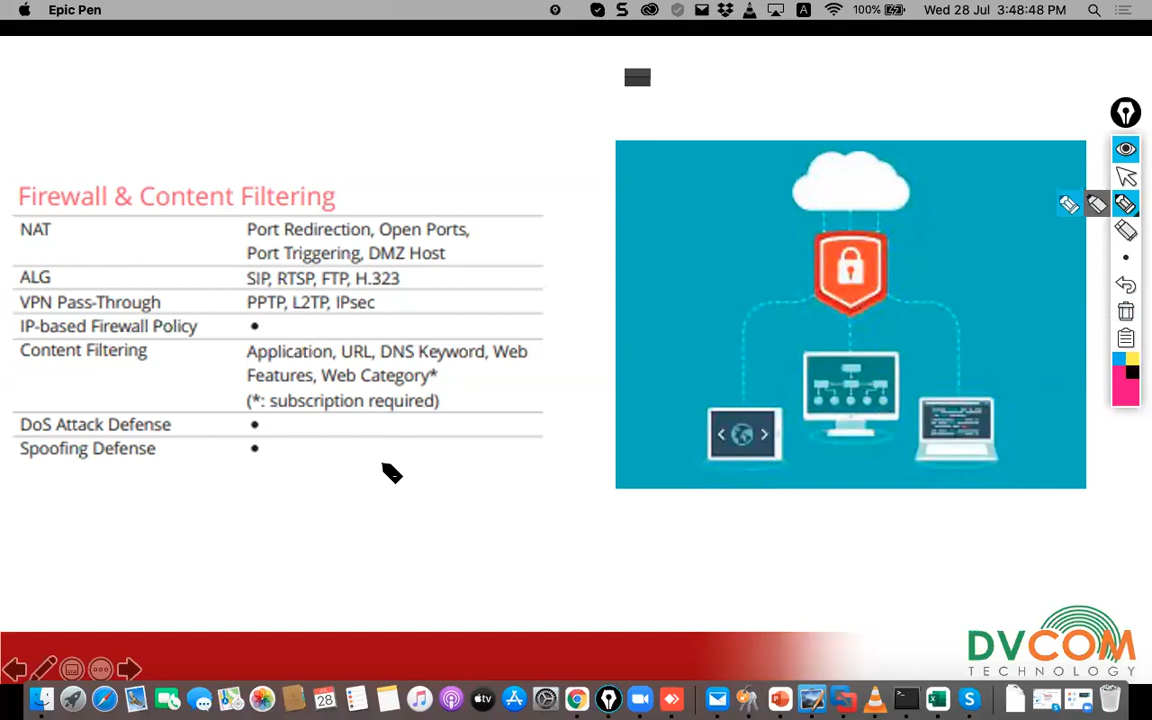 Epic Pen
100%
Wed 28 Jul 3:48:48 PM
Firewall & Content Filtering
NAT
Port Redirection, Open Ports,
Port Triggering, DMZ Host
ALG
SIP, RTSP, FTP, H.323
VPN Pass-Through
PPTP, L2TP, IPsec
IP-based Firewall Policy
•
Content Filtering
Application, URL, DNS Keyword, Web
Features, Web Category*
(*: subscription required)
DoS Attack Defense
•
Spoofing Defense
•
DVCOM
TECHNOLOGY